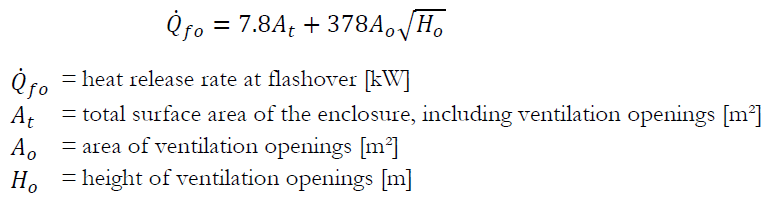 Q̇fo = 7.8At + 378Ao√Ho
Q̇fo = heat release rate at flashover [kW]
At = total surface area of the enclosure, including ventilation openings [m²]
Ao = area of ventilation openings [m²]
Ho = height of ventilation openings [m]